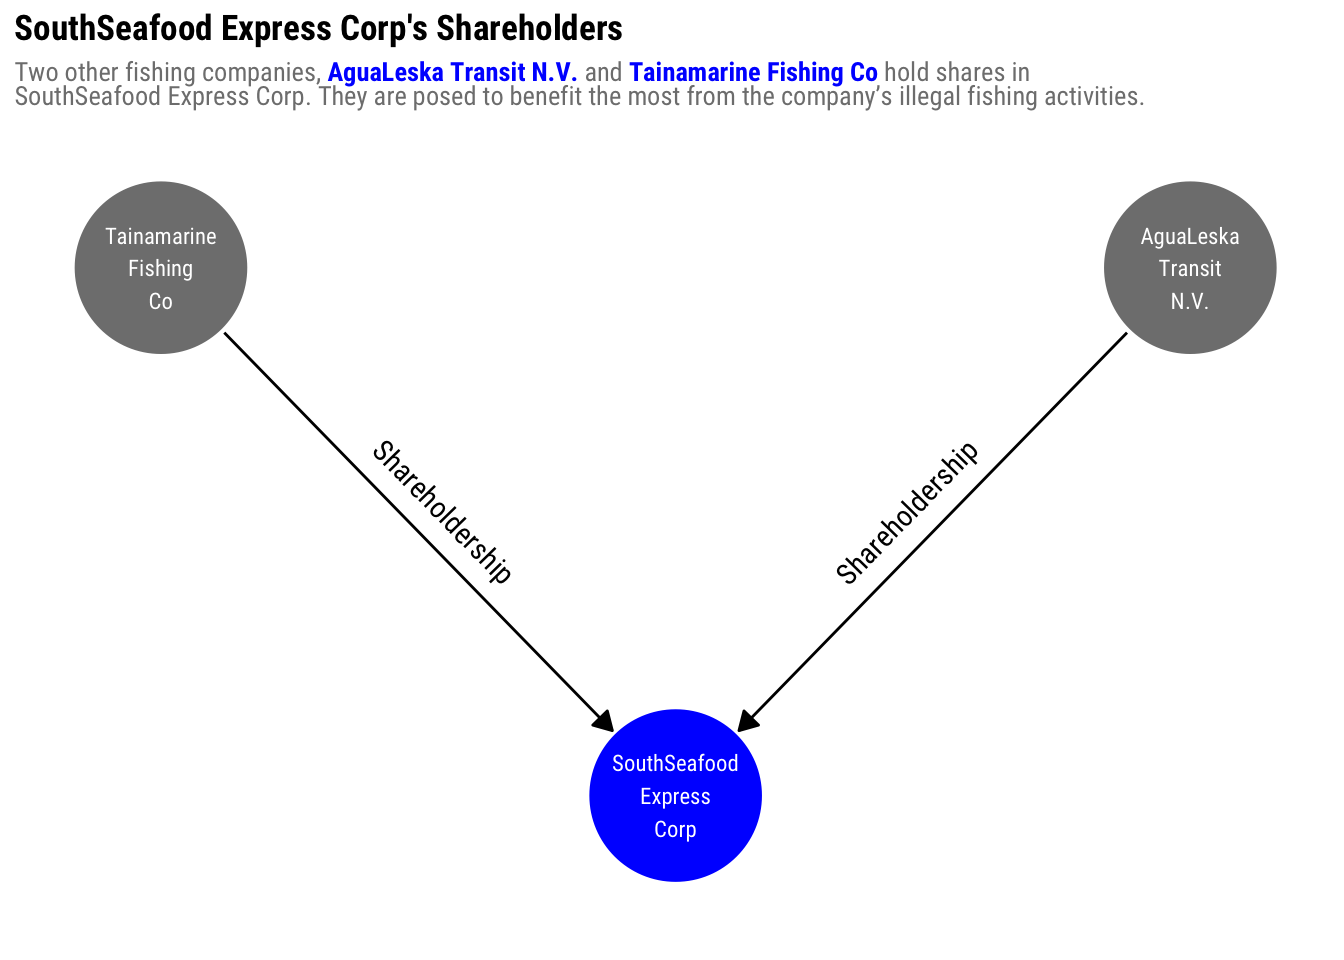 SouthSeafood Express Corp's Shareholders
Two other fishing companies, AguaLeska Transit N.V. and Tainamarine Fishing Co hold shares in
SouthSeafood Express Corp. They are posed to benefit the most from the company’s illegal fishing activities.
Tainamarine
Fishing
Co
AguaLeska
Transit
N.V.
Shareholdership
Shareholdership
SouthSeafood
Express
Corp